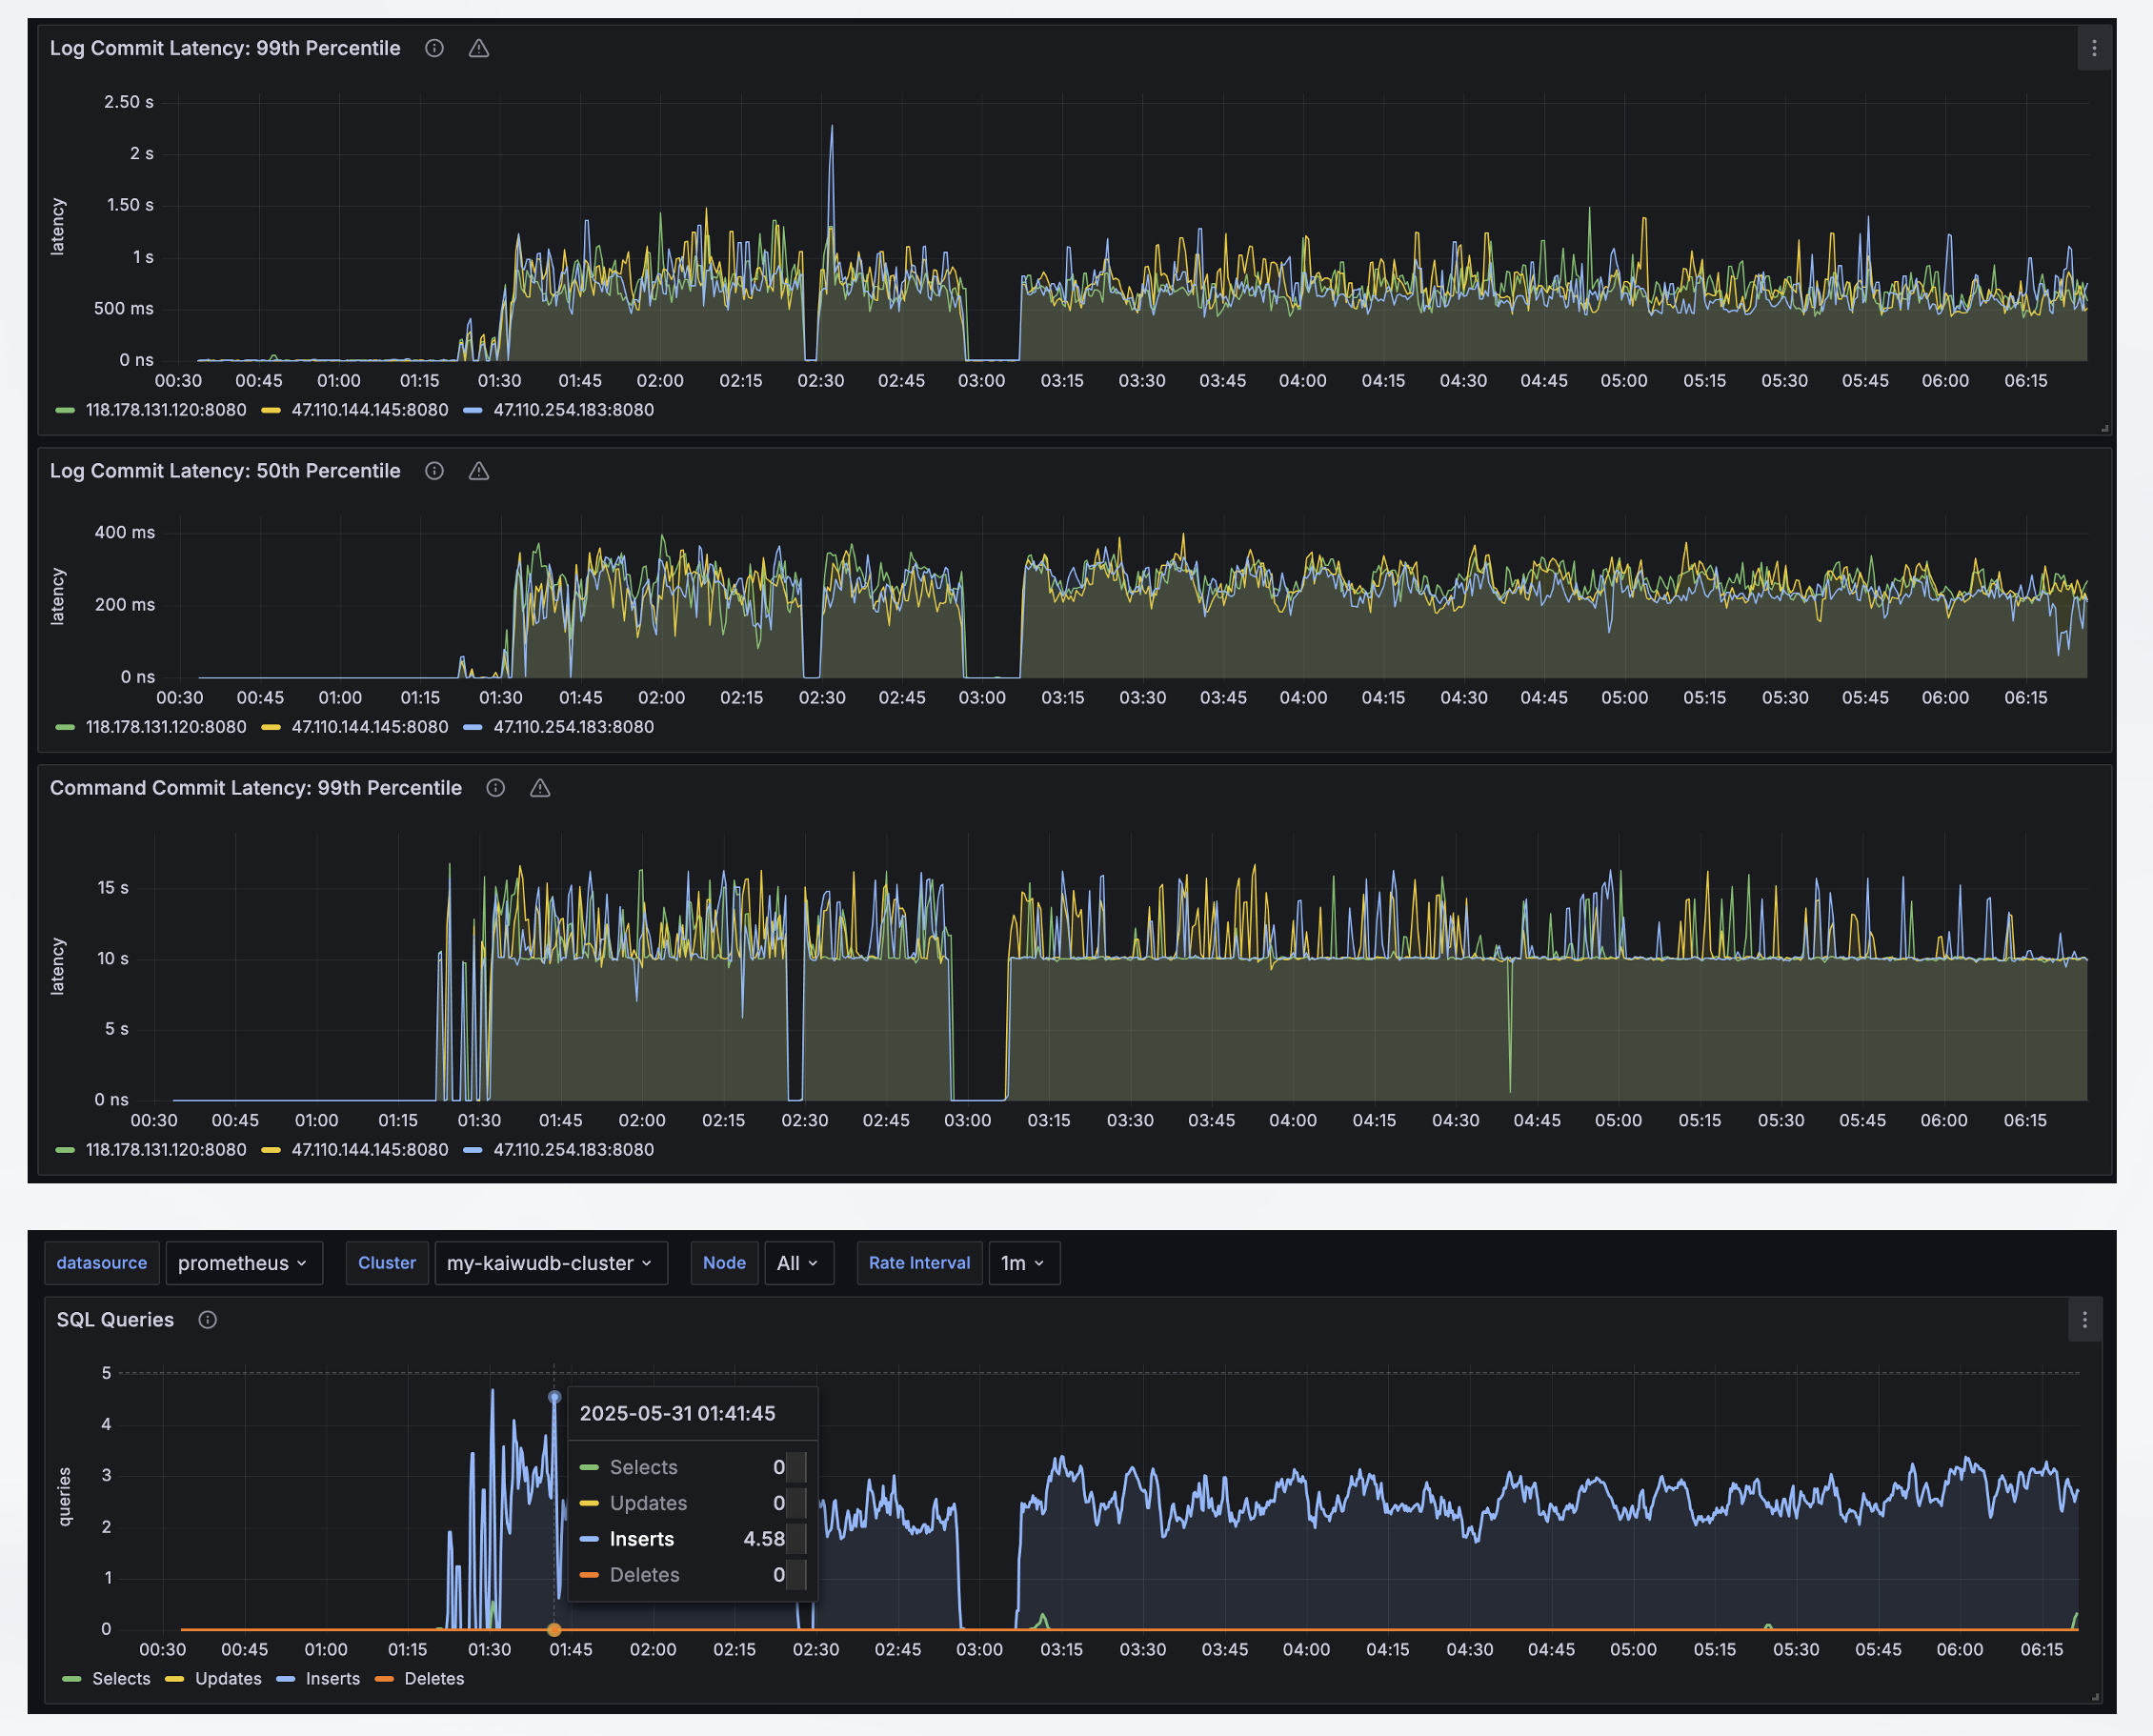 Log Commit Latency: 99th Percentile
latency
2.50 s
2 s
1.50 s
1 s
500 ms
0 ns
00:30 00:45 01:00 01:15 01:30 01:45 02:00 02:15 02:30 02:45 03:00 03:15 03:30 03:45 04:00 04:15 04:30 04:45 05:00 05:15 05:30 05:45 06:00 06:15
118.178.131.120:8080 47.110.144.145:8080 47.110.254.183:8080
Log Commit Latency: 50th Percentile
latency
400 ms
200 ms
0 ns
00:30 00:45 01:00 01:15 01:30 01:45 02:00 02:15 02:30 02:45 03:00 03:15 03:30 03:45 04:00 04:15 04:30 04:45 05:00 05:15 05:30 05:45 06:00 06:15
118.178.131.120:8080 47.110.144.145:8080 47.110.254.183:8080
Command Commit Latency: 99th Percentile
latency
15 s
10 s
5 s
0 ns
00:30 00:45 01:00 01:15 01:30 01:45 02:00 02:15 02:30 02:45 03:00 03:15 03:30 03:45 04:00 04:15 04:30 04:45 05:00 05:15 05:30 05:45 06:00 06:15
118.178.131.120:8080 47.110.144.145:8080 47.110.254.183:8080
datasource prometheus Cluster my-kaiwudb-cluster Node All Rate Interval 1m
SQL Queries
queries
5
4
3
2
1
0
2025-05-31 01:41:45
Selects 0
Updates 0
Inserts 4.58
Deletes 0
00:30 00:45 01:00 01:15 01:30 01:45 02:00 02:15 02:30 02:45 03:00 03:15 03:30 03:45 04:00 04:15 04:30 04:45 05:00 05:15 05:30 05:45 06:00 06:15
Selects Updates Inserts Deletes